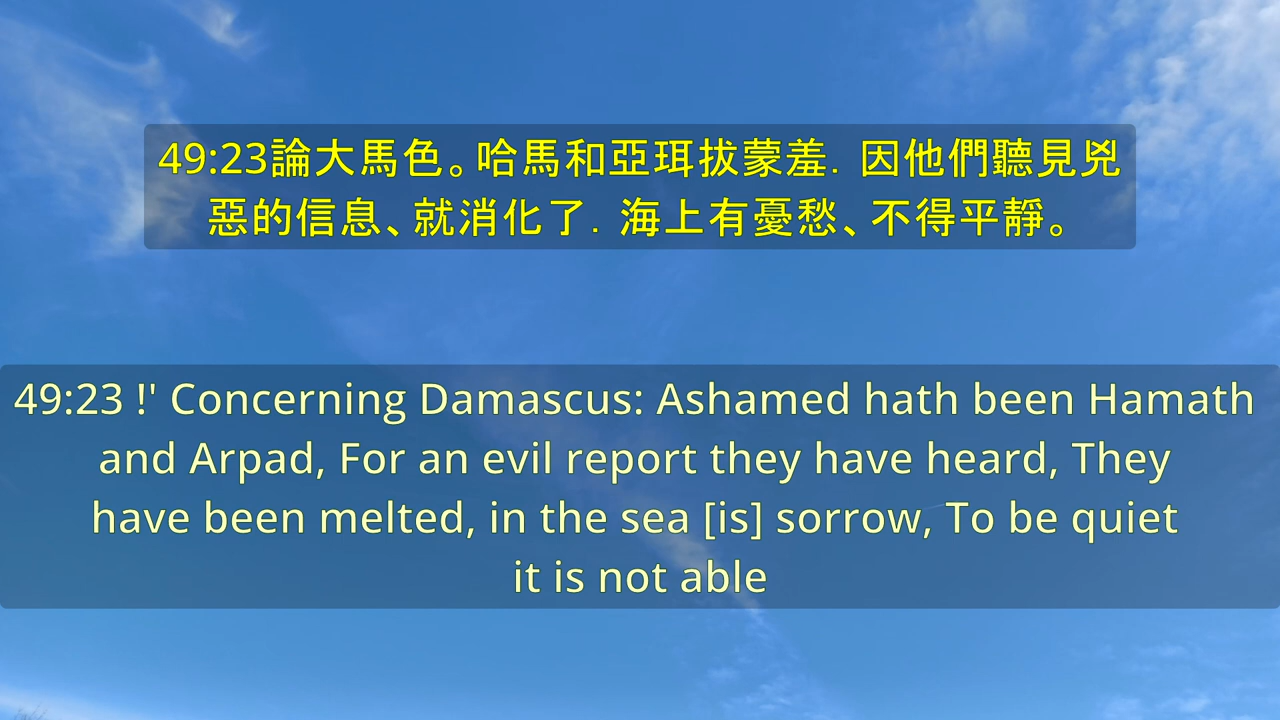 49:23論大馬色。哈馬和亞珥拔蒙羞．因他們聽見兇
惡的信息、就消化了．海上有憂愁、不得平靜。
49:23 !' Concerning Damascus: Ashamed hath been Hamath
and Arpad, For an evil report they have heard, They
have been melted, in the sea [is] sorrow, To be quiet
it is not able